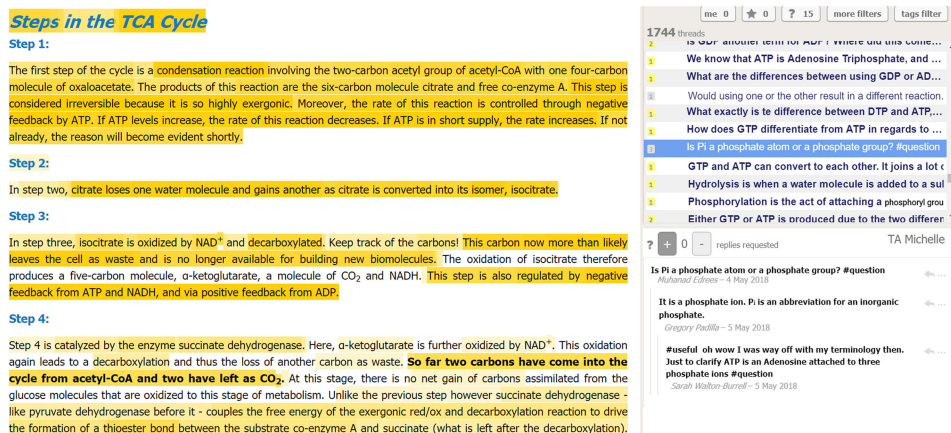 Steps in the TCA Cycle
Step 1:
The first step of the cycle is a condensation reaction involving the two-carbon acetyl group of acetyl-CoA with one four-carbon
molecule of oxaloacetate. The products of this reaction are the six-carbon molecule citrate and free co-enzyme A. This step is
considered irreversible because it is so highly exergonic. Moreover, the rate of this reaction is controlled through negative
feedback by ATP. If ATP levels increase, the rate of this reaction decreases. If ATP is in short supply, the rate increases. If not
already, the reason will become evident shortly.
Step 2:
In step two, citrate loses one water molecule and gains another as citrate is converted into its isomer, isocitrate.
Step 3:
In step three, isocitrate is oxidized by NAD+ and decarboxylated. Keep track of the carbons! This carbon now more than likely
leaves the cell as waste and is no longer available for building new biomolecules. The oxidation of isocitrate therefore
produces a five-carbon molecule, α-ketoglutarate, a molecule of CO2 and NADH. This step is also regulated by negative
feedback from ATP and NADH, and via positive feedback from ADP.
Step 4:
Step 4 is catalyzed by the enzyme succinate dehydrogenase. Here, α-ketoglutarate is further oxidized by NAD+. This oxidation
again leads to a decarboxylation and thus the loss of another carbon as waste. So far two carbons have come into the
cycle from acetyl-CoA and two have left as CO2. At this stage, there is no net gain of carbons assimilated from the
glucose molecules that are oxidized to this stage of metabolism. Unlike the previous step however succinate dehydrogenase -
like pyruvate dehydrogenase before it - couples the free energy of the exergonic red/ox and decarboxylation reaction to drive
the formation of a thioester bond between the substrate co-enzyme A and succinate (what is left after the decarboxylation).
me 0 ★ 0 ? 15 more filters tags filter
1744 threads
2 Is GDP another term for ADP? Where did this come...
1 We know that ATP is Adenosine Triphosphate, and ...
1 What are the differences between using GDP or AD...
1 Would using one or the other result in a different reaction.
1 What exactly is te difference between DTP and ATP,...
1 How does GTP differentiate from ATP in regards to ...
3 Is Pi a phosphate atom or a phosphate group? #question
1 GTP and ATP can convert to each other. It joins a lot c
1 Hydrolysis is when a water molecule is added to a sul
1 Phosphorylation is the act of attaching a phosphoryl grou
2 Either GTP or ATP is produced due to the two differen
? + 0 - replies requested TA Michelle
Is Pi a phosphate atom or a phosphate group? #question
Muhanad Edrees – 4 May 2018
It is a phosphate ion. Pi is an abbreviation for an inorganic
phosphate.
Gregory Padilla – 5 May 2018
#useful oh wow I was way off with my terminology then.
Just to clarify ATP is an Adenosine attached to three
phosphate ions #question
Sarah Walton-Burrell – 5 May 2018